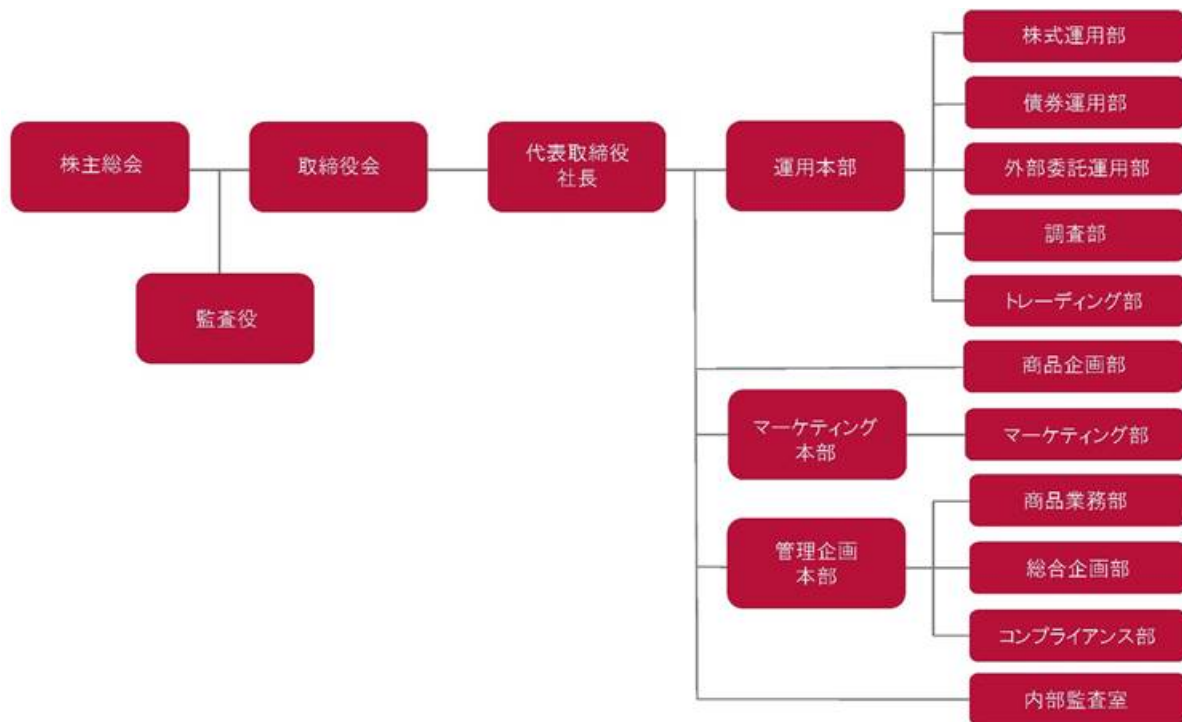 株主総会
取締役会
代表取締役
社長
監査役
運用本部
株式運用部
債券運用部
外部委託運用部
調査部
トレーディング部
商品企画部
マーケティング
本部
マーケティング部
管理企画
本部
商品業務部
総合企画部
コンプライアンス部
内部監査室